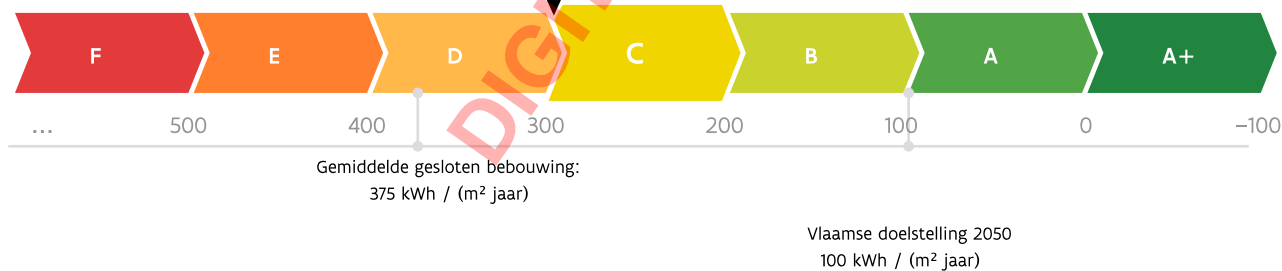 F E D C B A A+
... 500 400 300 200 100 0 –100
Gemiddelde gesloten bebouwing:
375 kWh / (m² jaar)
Vlaamse doelstelling 2050
100 kWh / (m² jaar)
DIGI